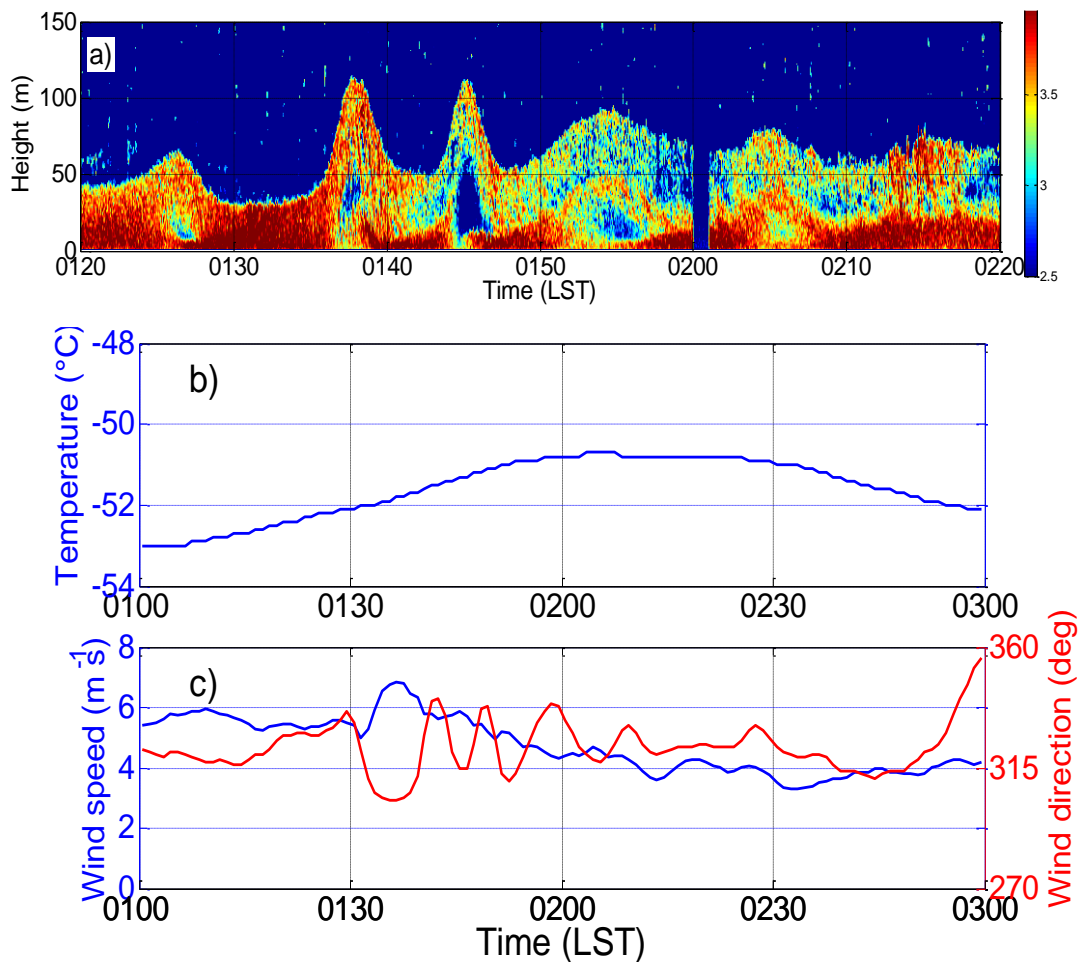 a)
150
100
50
0
Height (m)
0120 0130 0140 0150 0200 0210 0220
Time (LST)
3.5
3
2.5
b)
-48
-50
-52
-54
Temperature (°C)
0100 0130 0200 0230 0300
c)
8
6
4
2
0
Wind speed (m s-1)
360
315
270
Wind direction (deg)
0100 0130 0200 0230 0300
Time (LST)